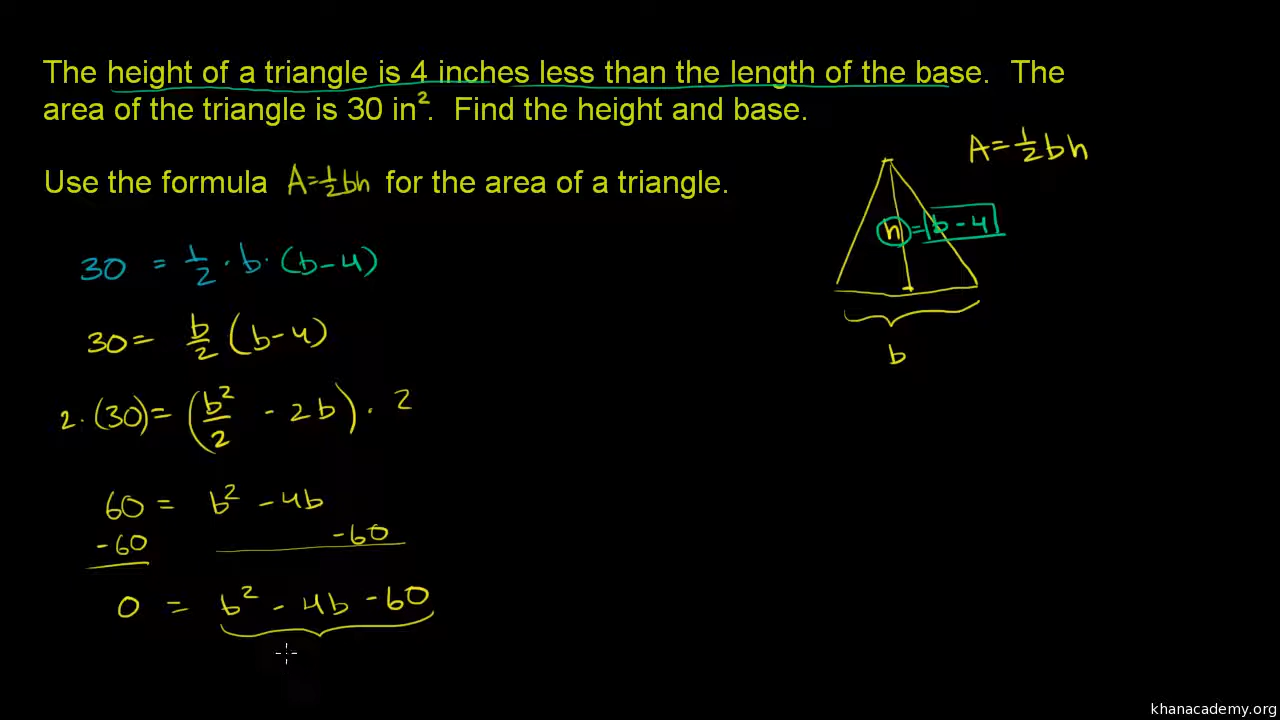 The height of a triangle is 4 inches less than the length of the base. The
area of the triangle is 30 in². Find the height and base.
A=½bh
Use the formula A=½bh for the area of a triangle.
h=b-4
b
30 = ½·b·(b-4)
30= b/2 (b-4)
2·(30)= (b²/2 - 2b)·2
60= b²-4b
-60 -60
0 = b²-4b-60
khanacademy.org